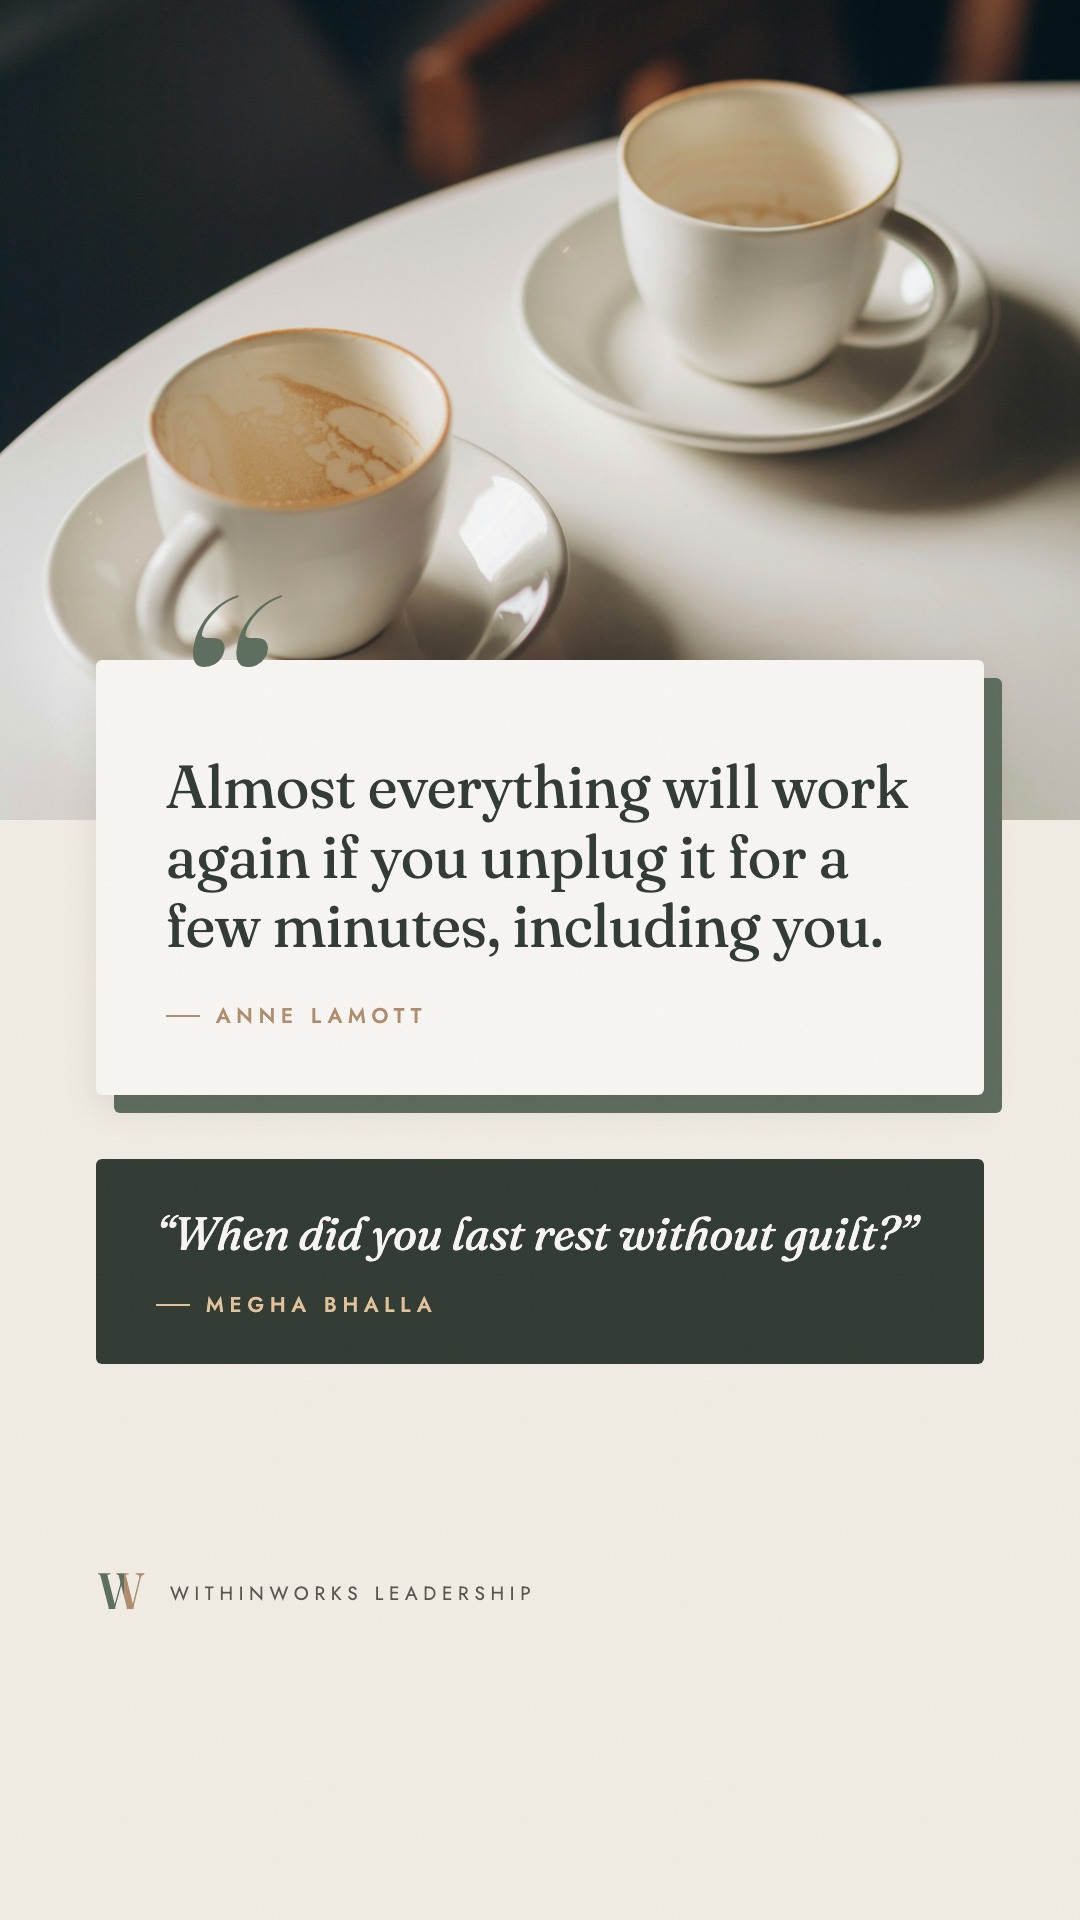 “
Almost everything will work
again if you unplug it for a
few minutes, including you.
— ANNE LAMOTT
“When did you last rest without guilt?”
— MEGHA BHALLA
W WITHINWORKS LEADERSHIP